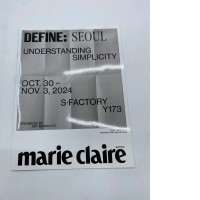 DEFINE: SEOUL
UNDERSTANDING
SIMPLICITY
OCT. 30 –
NOV. 3, 2024
S-FACTORY
Y173
marie claire